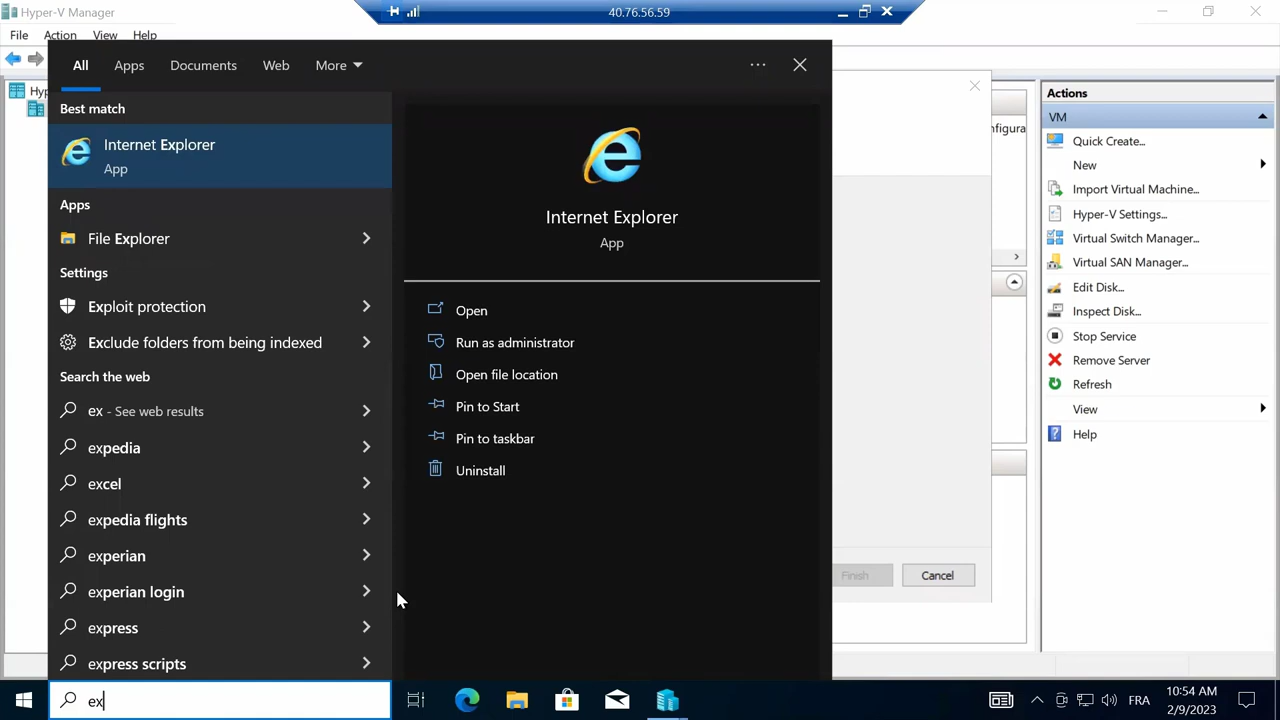 Hyper-V Manager
40.76.56.59
File Action View Help
All Apps Documents Web More
Best match
Internet Explorer
App
Apps
File Explorer
Settings
Exploit protection
Exclude folders from being indexed
Search the web
ex - See web results
expedia
excel
expedia flights
experian
experian login
express
express scripts
ex
Internet Explorer
App
Open
Run as administrator
Open file location
Pin to Start
Pin to taskbar
Uninstall
Hyp
nfigura
Finish
Cancel
Actions
VM
Quick Create...
New
Import Virtual Machine...
Hyper-V Settings...
Virtual Switch Manager...
Virtual SAN Manager...
Edit Disk...
Inspect Disk...
Stop Service
Remove Server
Refresh
View
Help
FRA
10:54 AM
2/9/2023